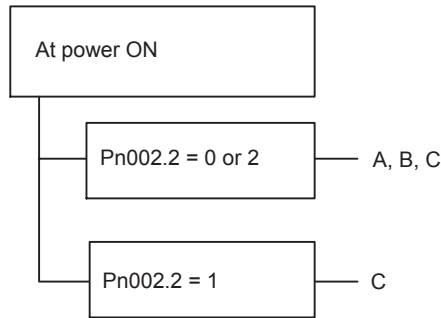 At power ON
Pn002.2 = 0 or 2
A, B, C
Pn002.2 = 1
C